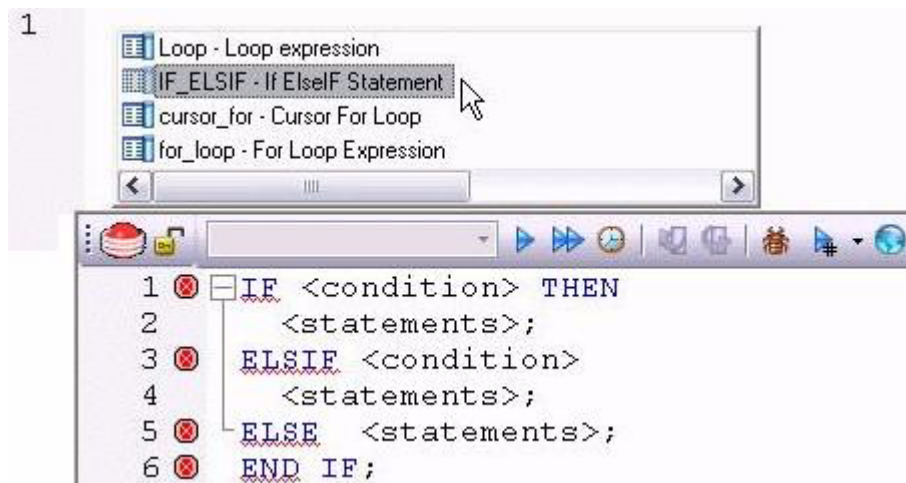 1
Loop - Loop expression
IF_ELSIF - If ElseIF Statement
cursor_for - Cursor For Loop
for_loop - For Loop Expression
1 IF <condition> THEN
2 <statements>;
3 ELSIF <condition>
4 <statements>;
5 ELSE <statements>;
6 END IF;